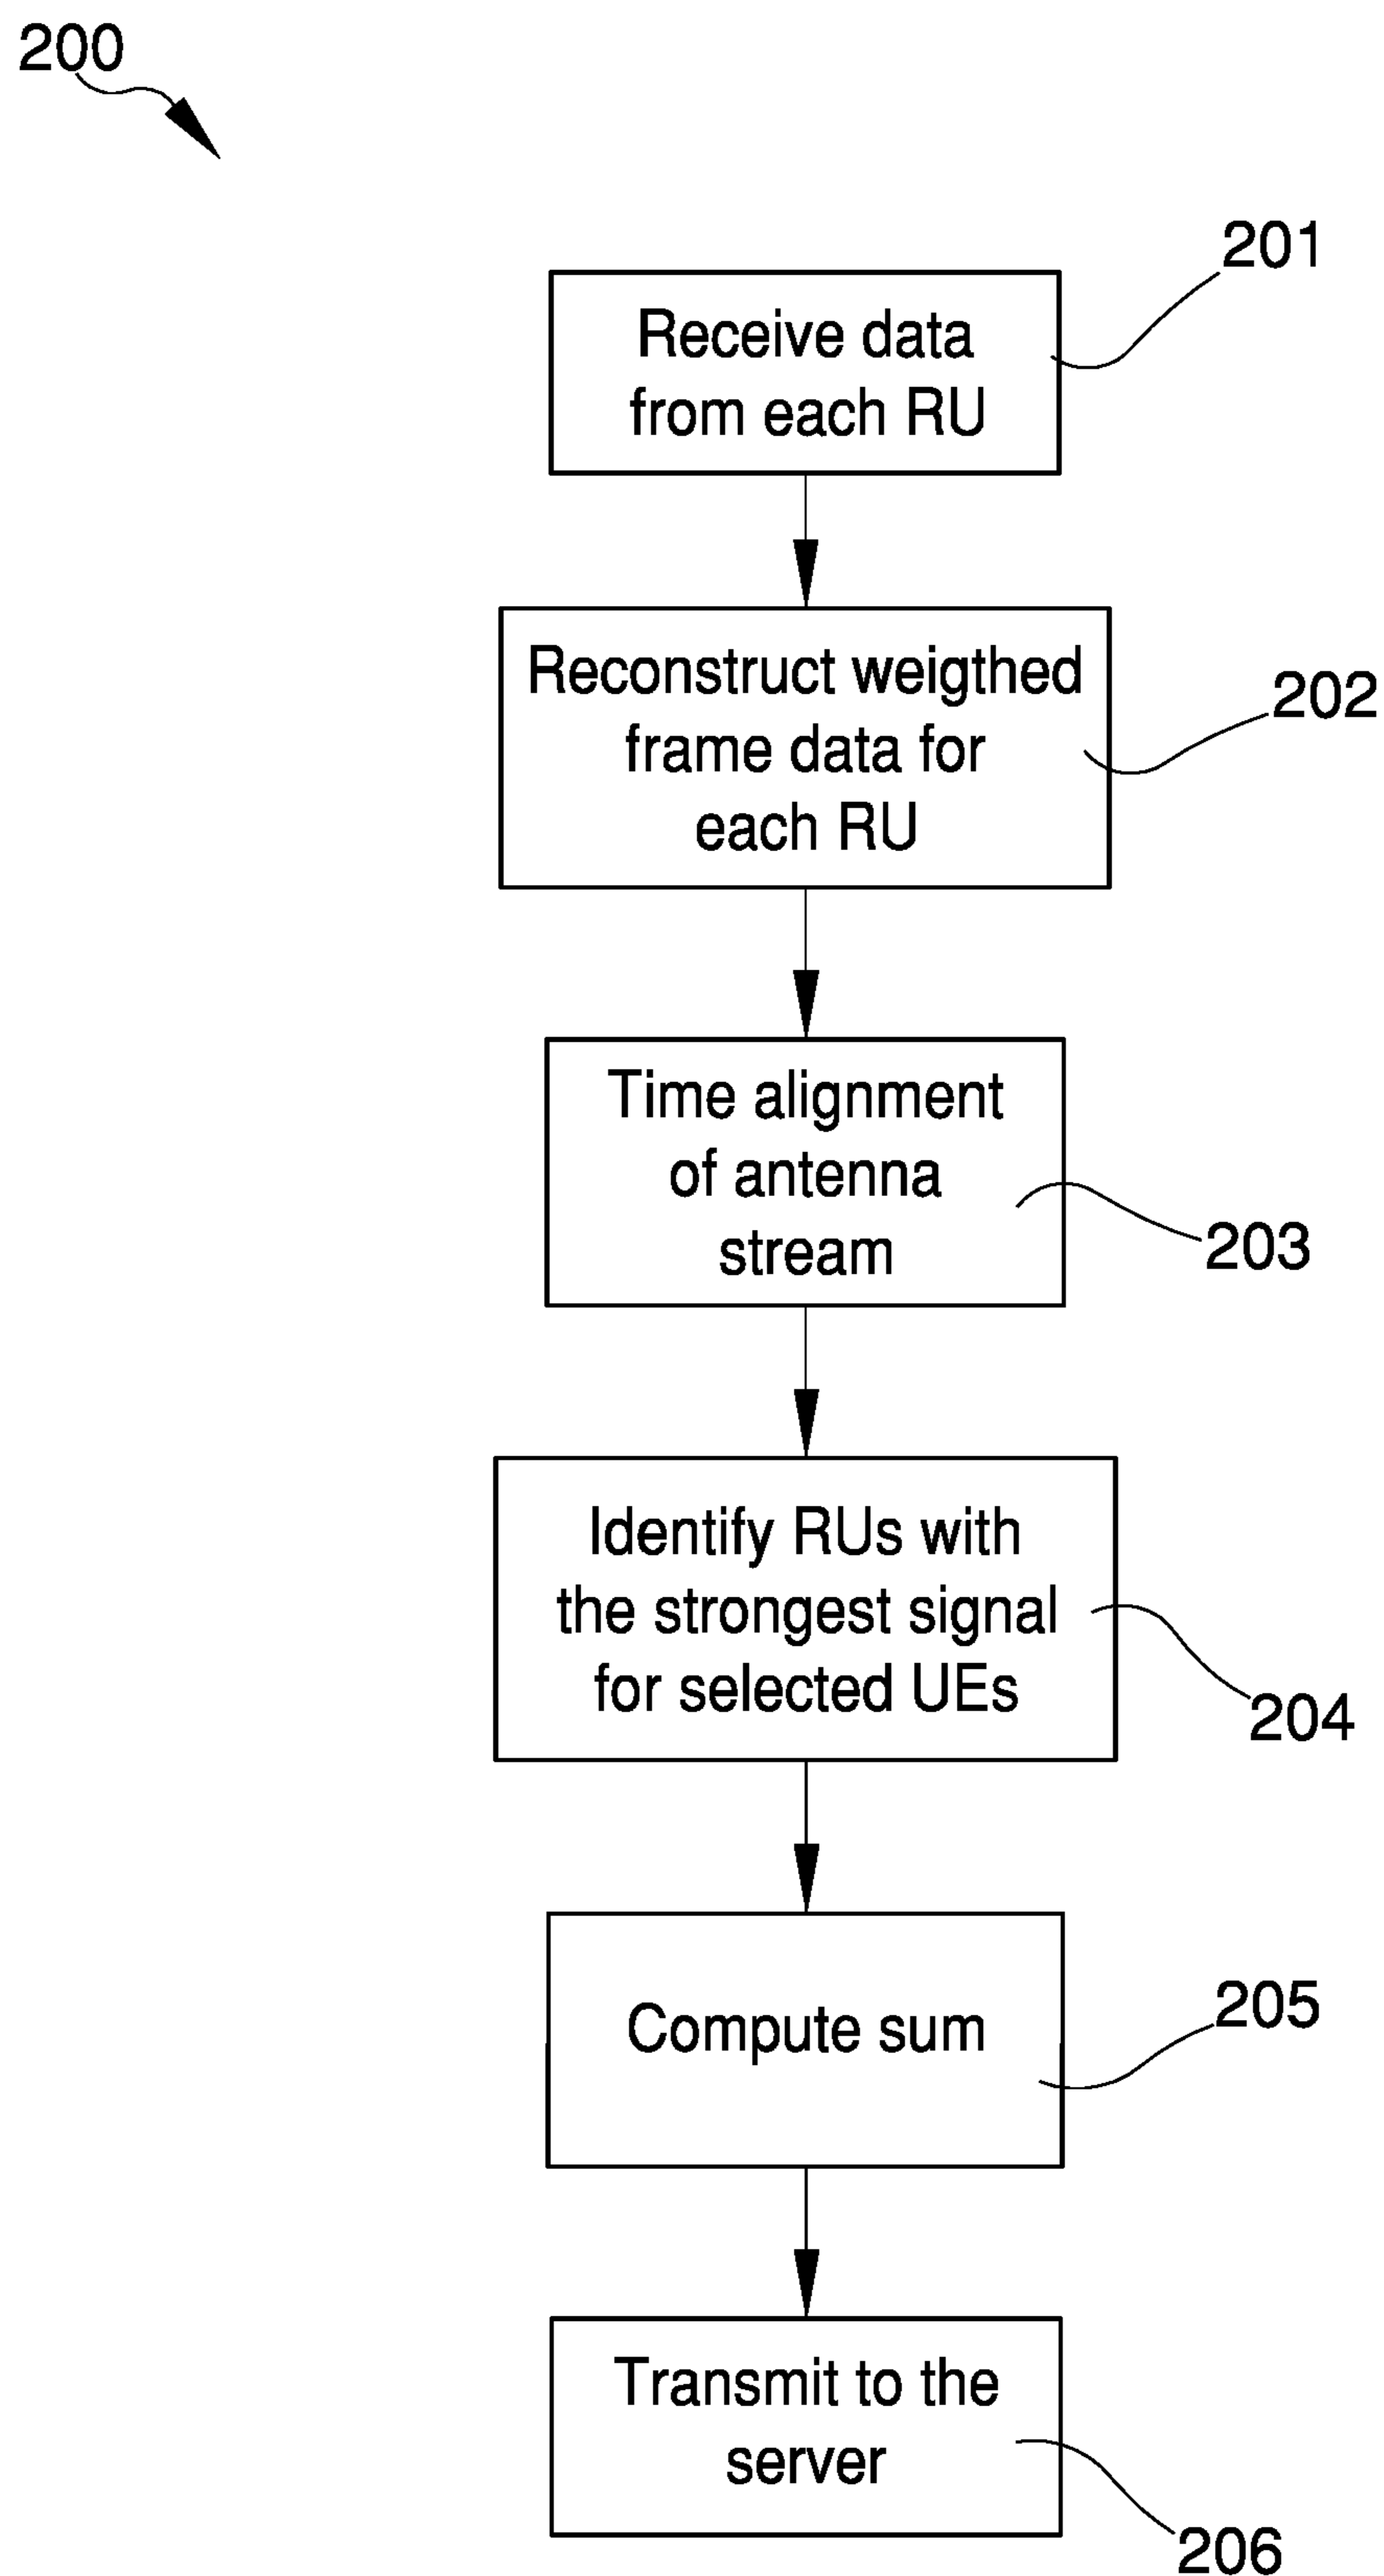 200
201
Receive data
from each RU
Reconstruct weigthed
frame data for
each RU
202
Time alignment
of antenna
stream
203
Identify RUs with
the strongest signal
for selected UEs
204
Compute sum
205
Transmit to the
server
206